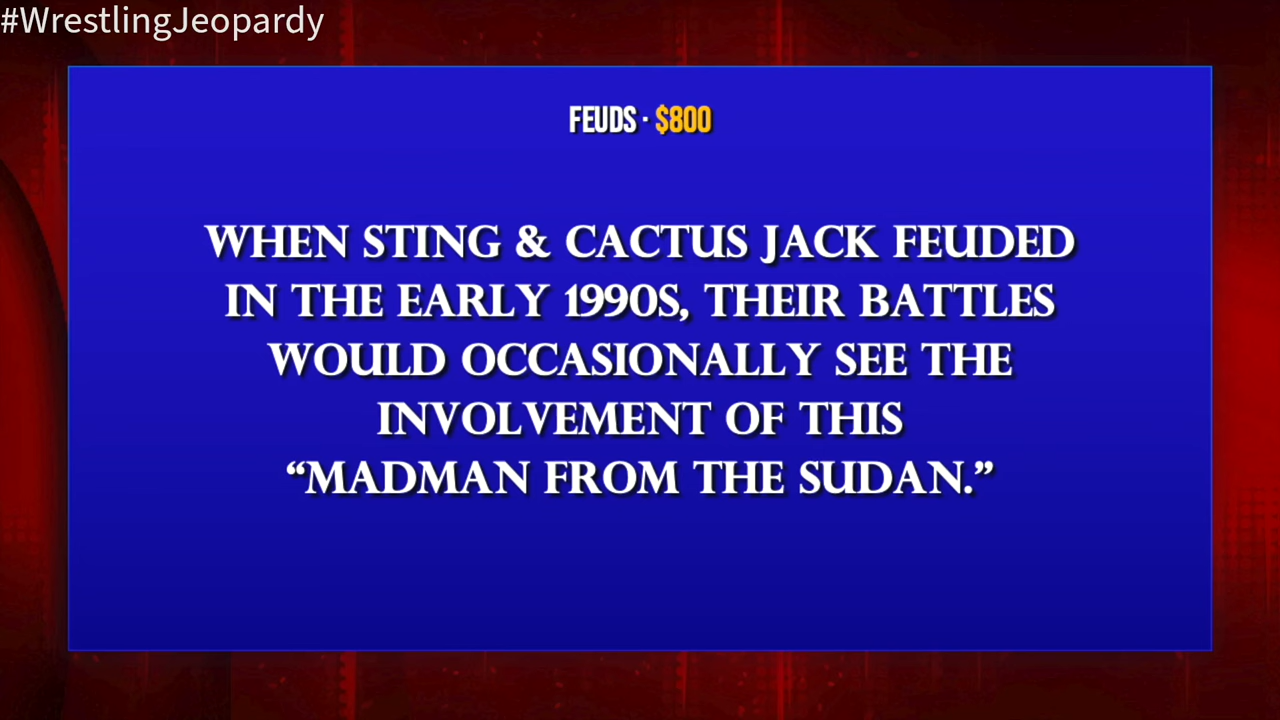 #WrestlingJeopardy
FEUDS · $800
WHEN STING & CACTUS JACK FEUDED
IN THE EARLY 1990S, THEIR BATTLES
WOULD OCCASIONALLY SEE THE
INVOLVEMENT OF THIS
“MADMAN FROM THE SUDAN.”